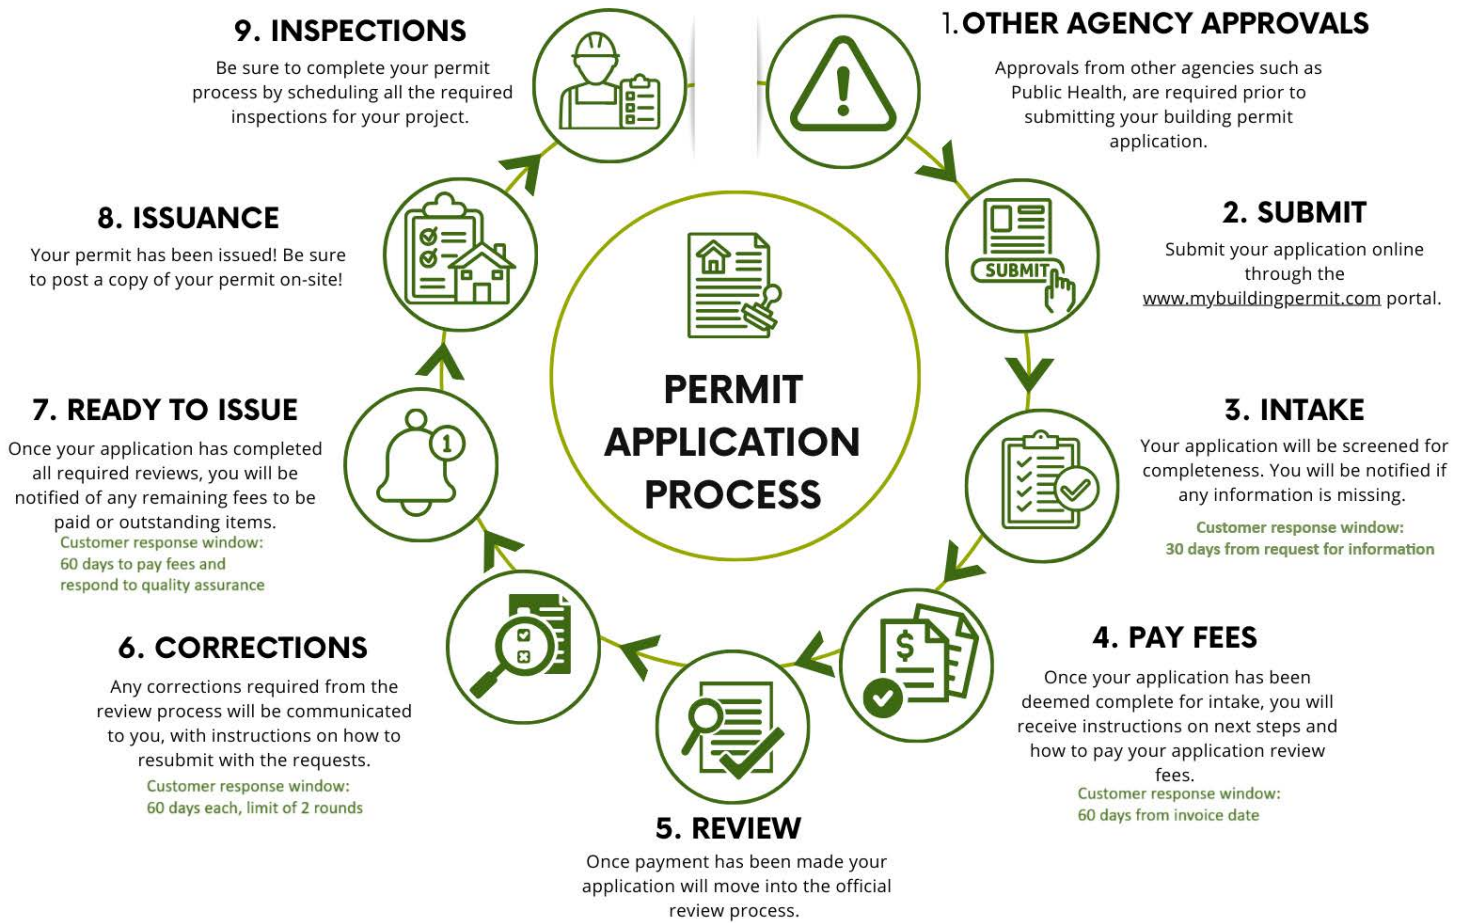 PERMIT
APPLICATION
PROCESS
1. OTHER AGENCY APPROVALS
Approvals from other agencies such as
Public Health, are required prior to
submitting your building permit
application.
2. SUBMIT
Submit your application online
through the
www.mybuildingpermit.com portal.
SUBMIT
3. INTAKE
Your application will be screened for
completeness. You will be notified if
any information is missing.
Customer response window:
30 days from request for information
4. PAY FEES
Once your application has been
deemed complete for intake, you will
receive instructions on next steps and
how to pay your application review
fees.
Customer response window:
60 days from invoice date
$
5. REVIEW
Once payment has been made your
application will move into the official
review process.
6. CORRECTIONS
Any corrections required from the
review process will be communicated
to you, with instructions on how to
resubmit with the requests.
Customer response window:
60 days each, limit of 2 rounds
7. READY TO ISSUE
Once your application has completed
all required reviews, you will be
notified of any remaining fees to be
paid or outstanding items.
Customer response window:
60 days to pay fees and
respond to quality assurance
1
8. ISSUANCE
Your permit has been issued! Be sure
to post a copy of your permit on-site!
9. INSPECTIONS
Be sure to complete your permit
process by scheduling all the required
inspections for your project.